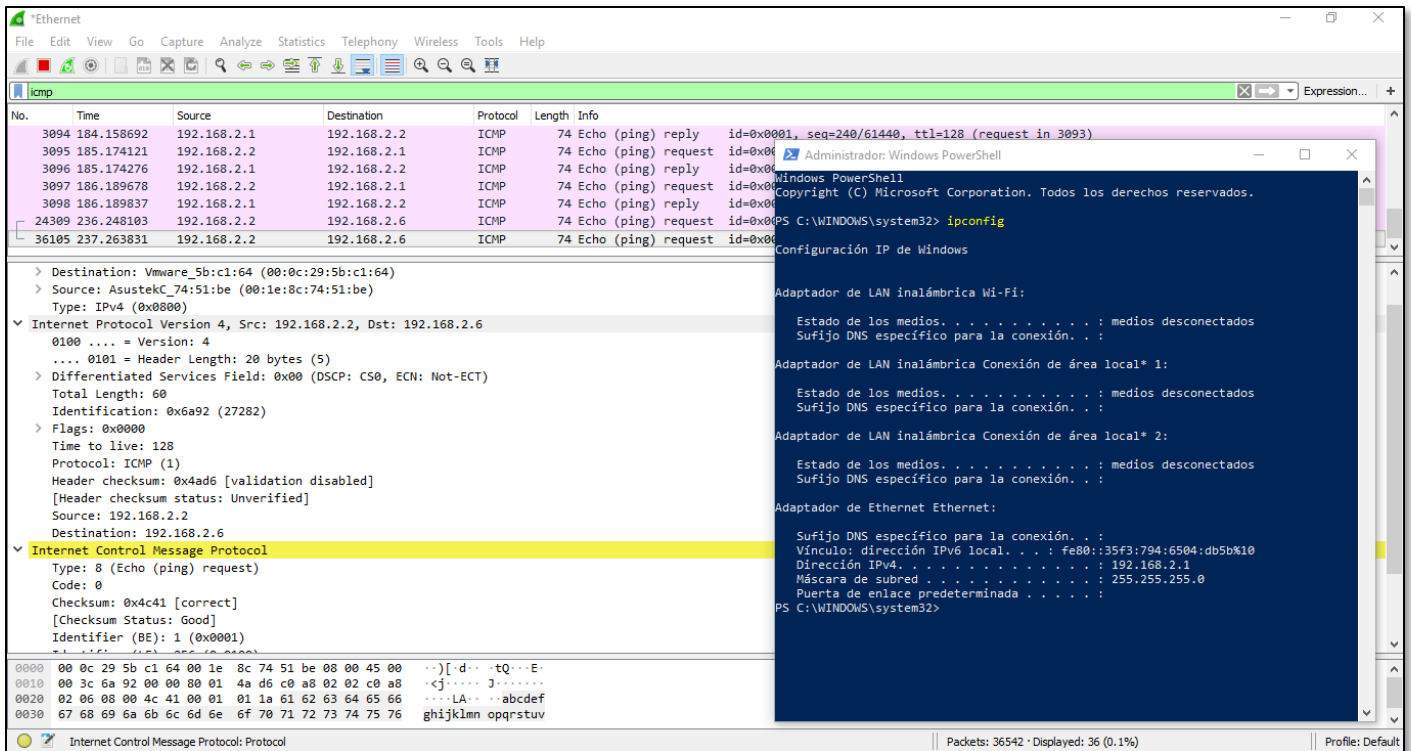 *Ethernet
File Edit View Go Capture Analyze Statistics Telephony Wireless Tools Help
icmp
Expression... +
No. Time Source Destination Protocol Length Info
3094 184.158692 192.168.2.1 192.168.2.2 ICMP 74 Echo (ping) reply id=0x0001, seq=240/61440, ttl=128 (request in 3093)
3095 185.174121 192.168.2.2 192.168.2.1 ICMP 74 Echo (ping) request id=0x00
3096 185.174276 192.168.2.1 192.168.2.2 ICMP 74 Echo (ping) reply id=0x00
3097 186.189678 192.168.2.2 192.168.2.1 ICMP 74 Echo (ping) request id=0x00
3098 186.189837 192.168.2.1 192.168.2.2 ICMP 74 Echo (ping) reply id=0x00
24309 236.248103 192.168.2.2 192.168.2.6 ICMP 74 Echo (ping) request id=0x00
36105 237.263831 192.168.2.2 192.168.2.6 ICMP 74 Echo (ping) request id=0x00
> Destination: Vmware_5b:c1:64 (00:0c:29:5b:c1:64)
> Source: AsustekC_74:51:be (00:1e:8c:74:51:be)
Type: IPv4 (0x0800)
Internet Protocol Version 4, Src: 192.168.2.2, Dst: 192.168.2.6
0100 .... = Version: 4
.... 0101 = Header Length: 20 bytes (5)
> Differentiated Services Field: 0x00 (DSCP: CS0, ECN: Not-ECT)
Total Length: 60
Identification: 0x6a92 (27282)
> Flags: 0x0000
Time to live: 128
Protocol: ICMP (1)
Header checksum: 0x4ad6 [validation disabled]
[Header checksum status: Unverified]
Source: 192.168.2.2
Destination: 192.168.2.6
Internet Control Message Protocol
Type: 8 (Echo (ping) request)
Code: 0
Checksum: 0x4c41 [correct]
[Checksum Status: Good]
Identifier (BE): 1 (0x0001)
0000 00 0c 29 5b c1 64 00 1e 8c 74 51 be 08 00 45 00 ··)[·d·· ·tQ···E·
0010 00 3c 6a 92 00 00 80 01 4a d6 c0 a8 02 02 c0 a8 ·<j····· J·······
0020 02 06 08 00 4c 41 00 01 01 1a 61 62 63 64 65 66 ····LA·· ··abcdef
0030 67 68 69 6a 6b 6c 6d 6e 6f 70 71 72 73 74 75 76 ghijklmn opqrstuv
Internet Control Message Protocol: Protocol
Packets: 36542 · Displayed: 36 (0.1%)
Profile: Default
Administrador: Windows PowerShell
Windows PowerShell
Copyright (C) Microsoft Corporation. Todos los derechos reservados.
PS C:\WINDOWS\system32> ipconfig
Configuración IP de Windows
Adaptador de LAN inalámbrica Wi-Fi:
Estado de los medios. . . . . . . . . . . : medios desconectados
Sufijo DNS específico para la conexión. . :
Adaptador de LAN inalámbrica Conexión de área local* 1:
Estado de los medios. . . . . . . . . . . : medios desconectados
Sufijo DNS específico para la conexión. . :
Adaptador de LAN inalámbrica Conexión de área local* 2:
Estado de los medios. . . . . . . . . . . : medios desconectados
Sufijo DNS específico para la conexión. . :
Adaptador de Ethernet Ethernet:
Sufijo DNS específico para la conexión. . :
Vínculo: dirección IPv6 local. . . : fe80::35f3:794:6504:db5b%10
Dirección IPv4. . . . . . . . . . . . . . : 192.168.2.1
Máscara de subred . . . . . . . . . . . . : 255.255.255.0
Puerta de enlace predeterminada . . . . . :
PS C:\WINDOWS\system32>